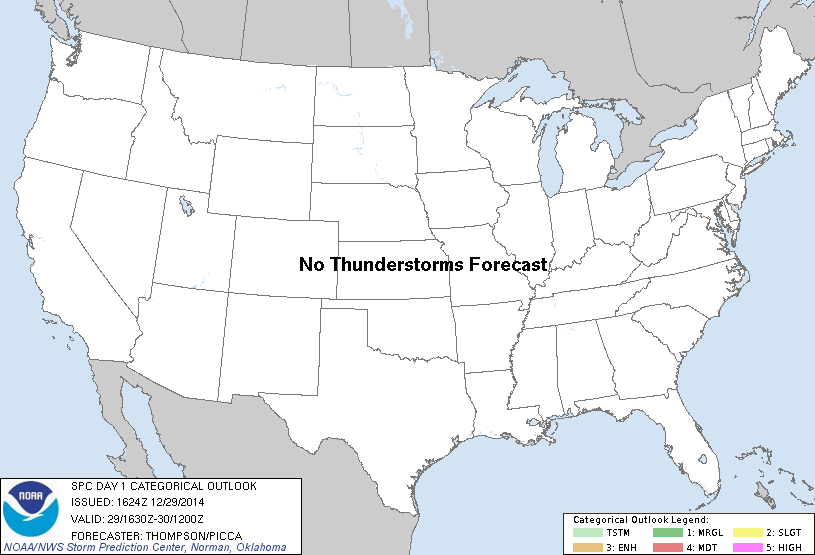 No Thunderstorms Forecast
NOAA
SPC DAY 1 CATEGORICAL OUTLOOK
ISSUED: 1624Z 12/29/2014
VALID: 29/1630Z-30/1200Z
FORECASTER: THOMPSON/PICCA
NOAA/NWS Storm Prediction Center, Norman, Oklahoma
Categorical Outlook Legend:
TSTM 1: MRGL 2: SLGT
3: ENH 4: MDT 5: HIGH